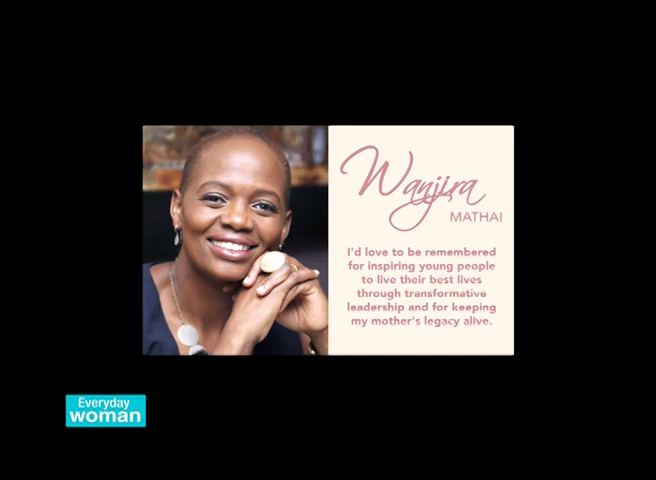 Wanjira
MATHAI
I'd love to be remembered
for inspiring young people
to live their best lives
through transformative
leadership and for keeping
my mother's legacy alive.
Everyday
woman